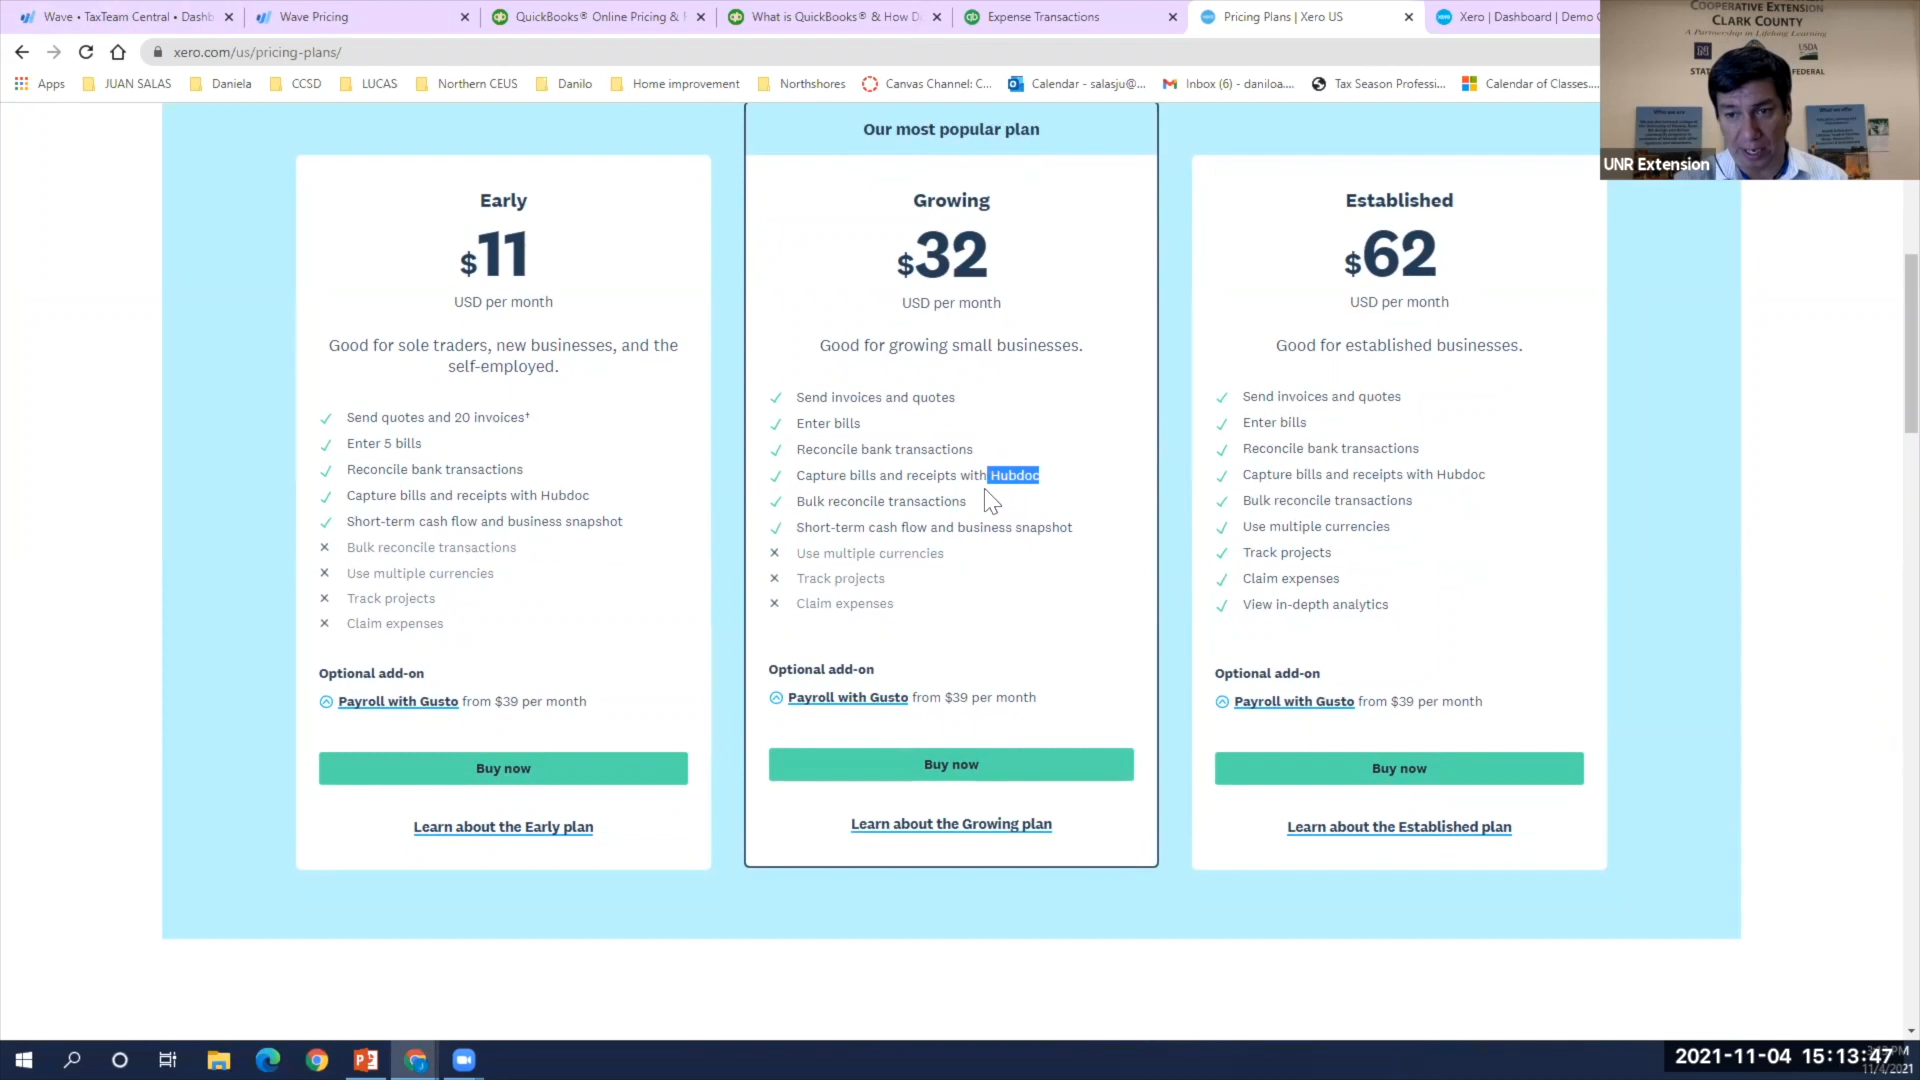 Wave • TaxTeam Central • Dashb
Wave Pricing
QuickBooks® Online Pricing &
What is QuickBooks® & How D
Expense Transactions
Pricing Plans | Xero US
Xero | Dashboard | Demo C
xero.com/us/pricing-plans/
Apps
JUAN SALAS
Daniela
CCSD
LUCAS
Northern CEUS
Danilo
Home improvement
Northshores
Canvas Channel: C...
Calendar - salasju@...
Inbox (6) - daniloa....
Tax Season Professi...
Calendar of Classes....
COOPERATIVE EXTENSION
CLARK COUNTY
A Partnership in Lifelong Learning
USDA
FEDERAL
UNR Extension
Early
$11
USD per month
Good for sole traders, new businesses, and the
self-employed.
Send quotes and 20 invoices†
Enter 5 bills
Reconcile bank transactions
Capture bills and receipts with Hubdoc
Short-term cash flow and business snapshot
Bulk reconcile transactions
Use multiple currencies
Track projects
Claim expenses
Optional add-on
Payroll with Gusto from $39 per month
Buy now
Learn about the Early plan
Our most popular plan
Growing
$32
USD per month
Good for growing small businesses.
Send invoices and quotes
Enter bills
Reconcile bank transactions
Capture bills and receipts with Hubdoc
Bulk reconcile transactions
Short-term cash flow and business snapshot
Use multiple currencies
Track projects
Claim expenses
Optional add-on
Payroll with Gusto from $39 per month
Buy now
Learn about the Growing plan
Established
$62
USD per month
Good for established businesses.
Send invoices and quotes
Enter bills
Reconcile bank transactions
Capture bills and receipts with Hubdoc
Bulk reconcile transactions
Use multiple currencies
Track projects
Claim expenses
View in-depth analytics
Optional add-on
Payroll with Gusto from $39 per month
Buy now
Learn about the Established plan
2021-11-04 15:13:47
11/4/2021